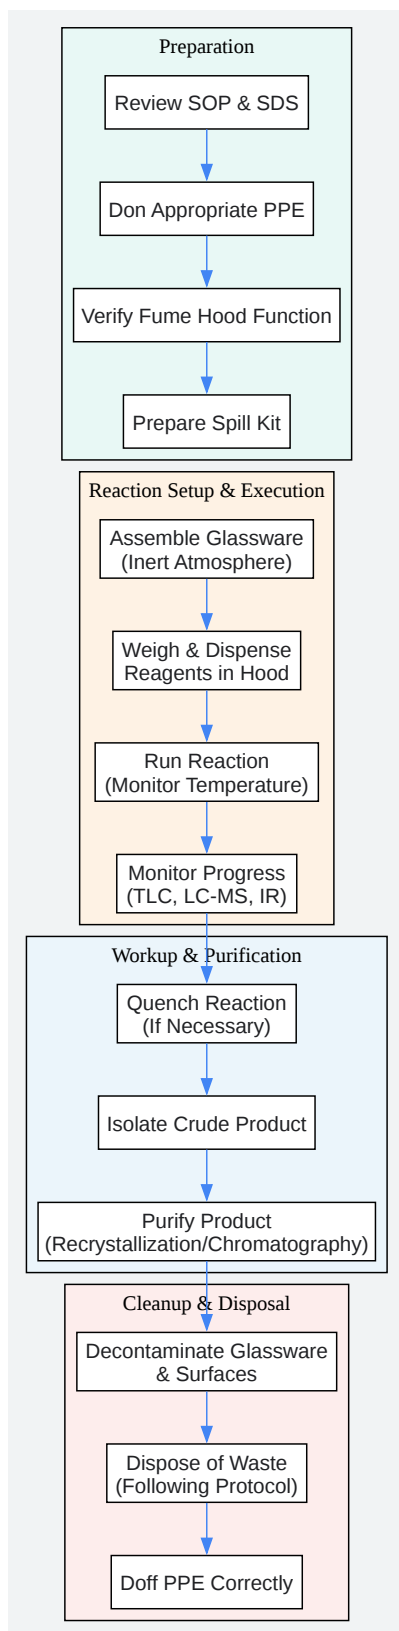 Preparation
Review SOP & SDS
Don Appropriate PPE
Verify Fume Hood Function
Prepare Spill Kit
Reaction Setup & Execution
Assemble Glassware
(Inert Atmosphere)
Weigh & Dispense
Reagents in Hood
Run Reaction
(Monitor Temperature)
Monitor Progress
(TLC, LC-MS, IR)
Workup & Purification
Quench Reaction
(If Necessary)
Isolate Crude Product
Purify Product
(Recrystallization/Chromatography)
Cleanup & Disposal
Decontaminate Glassware
& Surfaces
Dispose of Waste
(Following Protocol)
Doff PPE Correctly